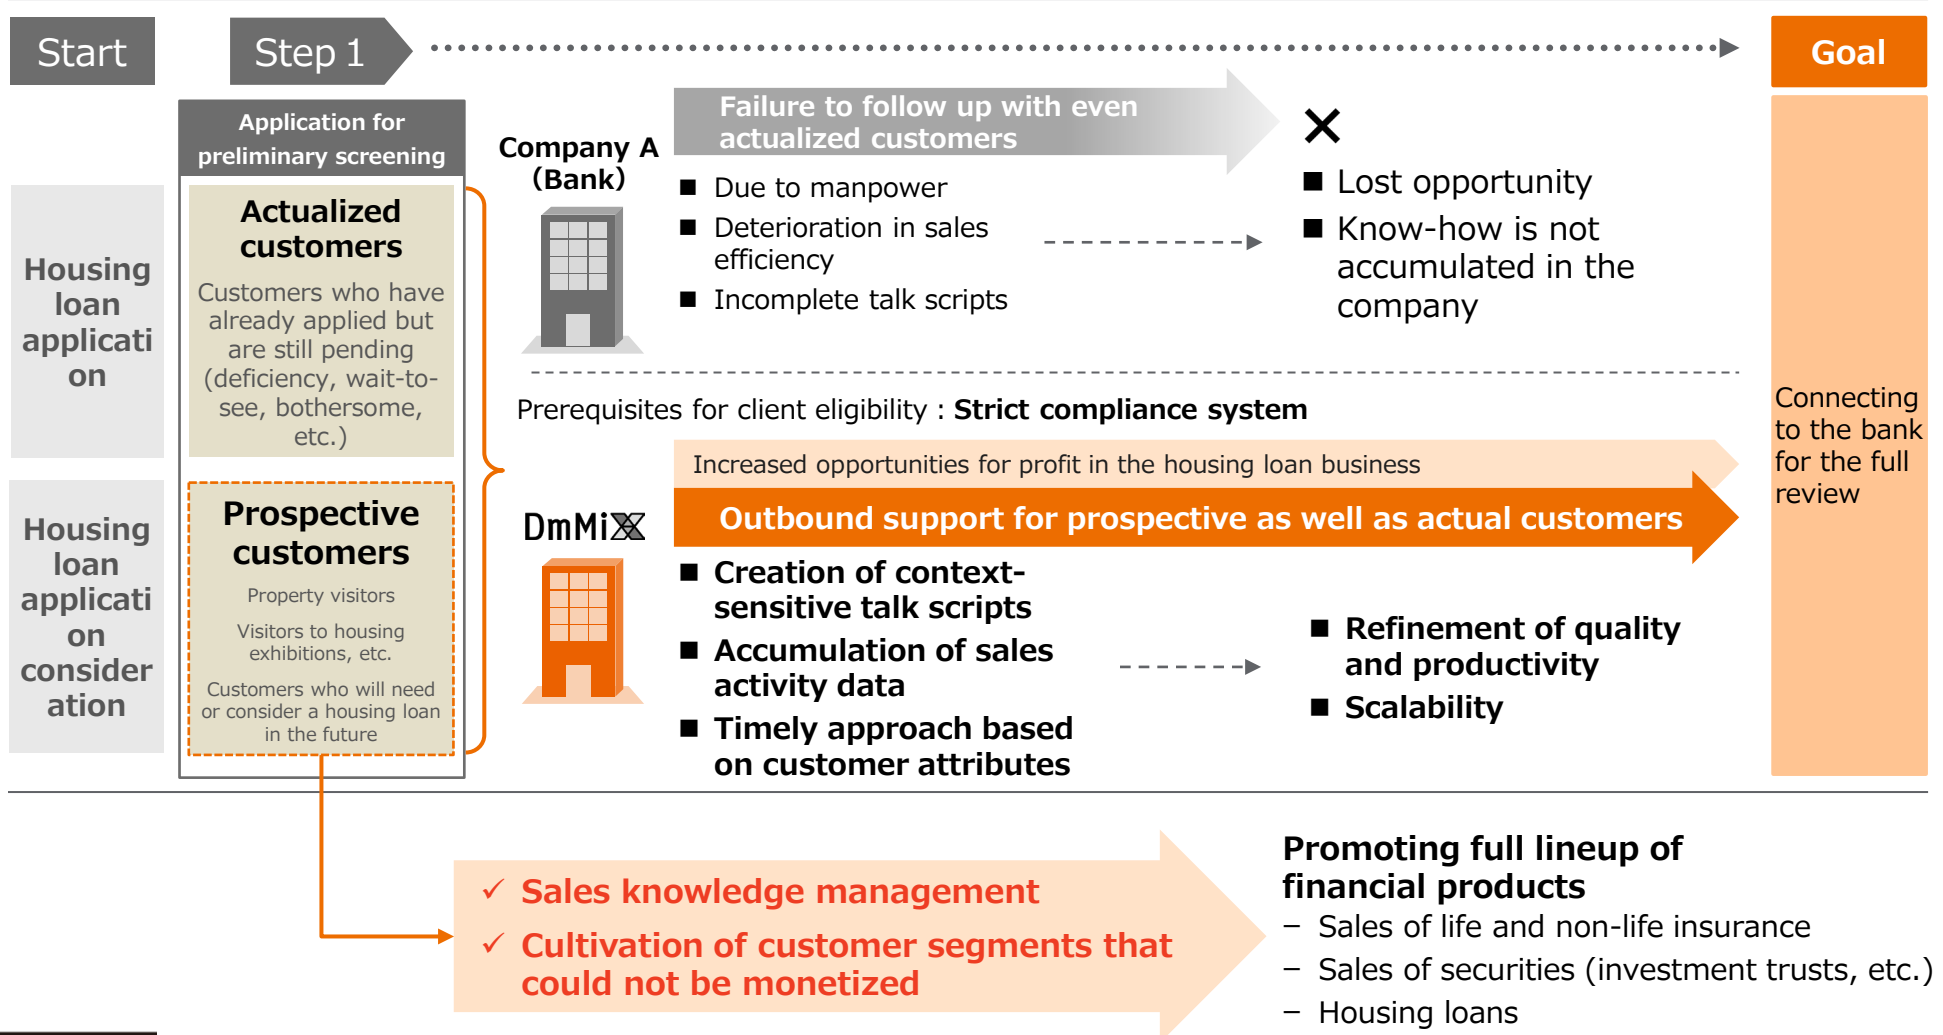 Start
Step 1
Goal
Application for
preliminary screening
Housing
loan
applicati
on
Actualized
customers
Customers who have
already applied but
are still pending
(deficiency, wait-to-
see, bothersome,
etc.)
Housing
loan
applicati
on
consider
ation
Prospective
customers
Property visitors
Visitors to housing
exhibitions, etc.
Customers who will need
or consider a housing loan
in the future
Company A
(Bank)
Failure to follow up with even
actualized customers
■ Due to manpower
■ Deterioration in sales
efficiency
■ Incomplete talk scripts
×
■ Lost opportunity
■ Know-how is not
accumulated in the
company
Prerequisites for client eligibility : Strict compliance system
Increased opportunities for profit in the housing loan business
Outbound support for prospective as well as actual customers
DmMiX
■ Creation of context-
sensitive talk scripts
■ Accumulation of sales
activity data
■ Timely approach based
on customer attributes
■ Refinement of quality
and productivity
■ Scalability
Connecting
to the bank
for the full
review
✓ Sales knowledge management
✓ Cultivation of customer segments that
could not be monetized
Promoting full lineup of
financial products
– Sales of life and non-life insurance
– Sales of securities (investment trusts, etc.)
– Housing loans